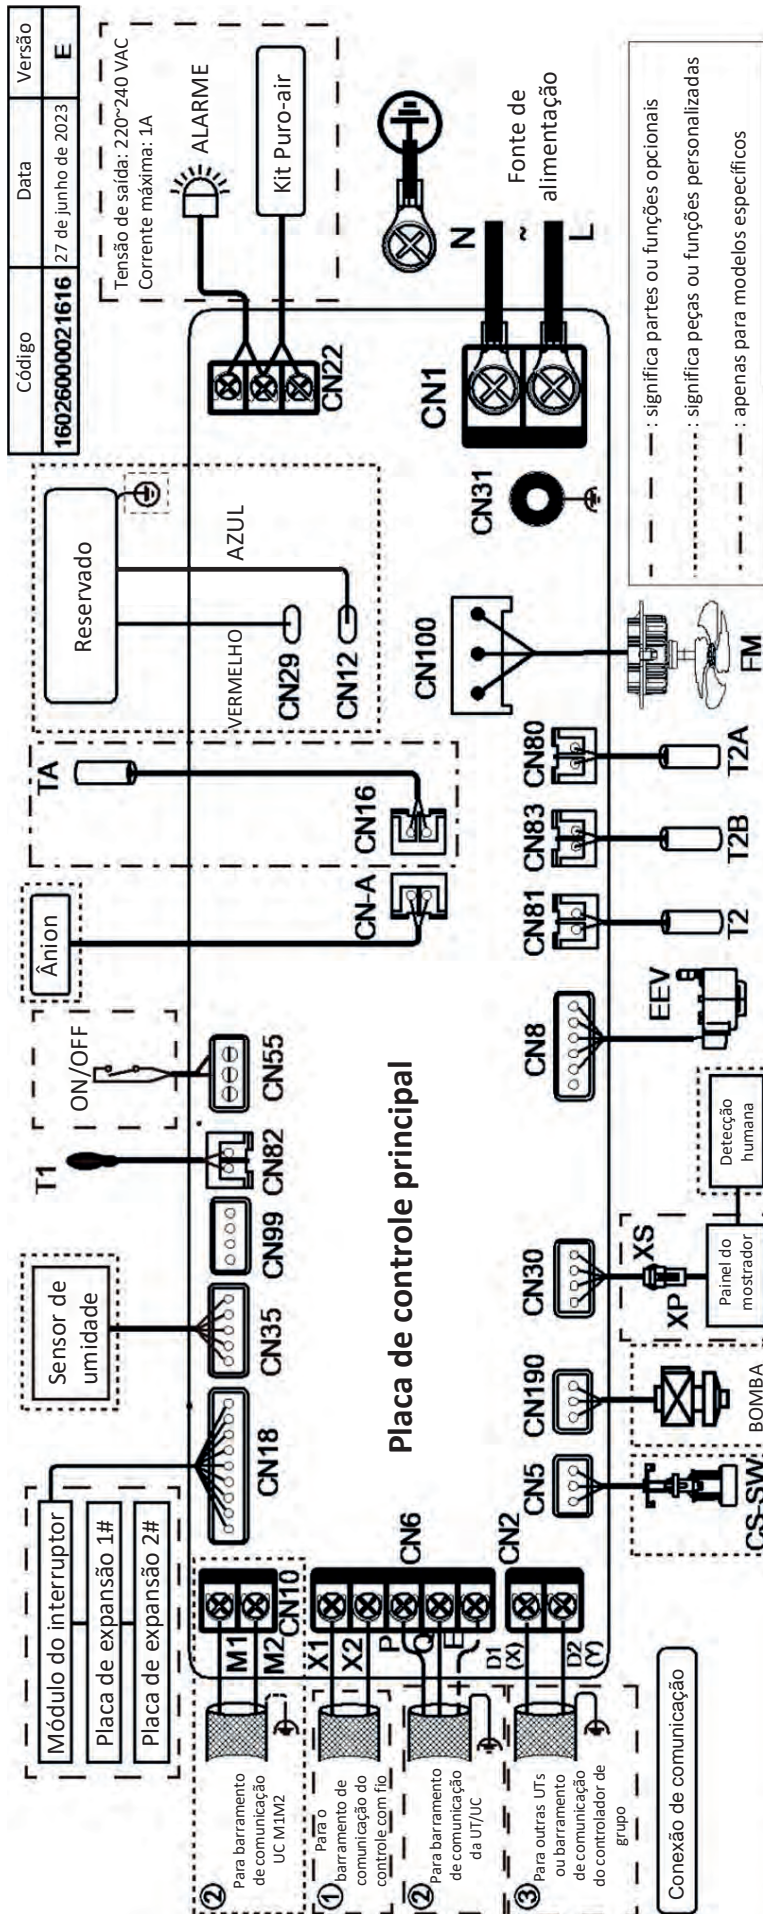 Código
Data
Versão
16026000021616
27 de junho de 2023
E
Módulo do interruptor
Placa de expansão 1#
Placa de expansão 2#
Sensor de
umidade
T1
ON/OFF
Ânion
TA
Reservado
VERMELHO
AZUL
Tensão de saída: 220~240 VAC
Corrente máxima: 1A
ALARME
Kit Puro-air
CN18
CN35
CN99
CN82
CN55
CN-A
CN16
CN29
CN12
CN22
M1
M2
CN10
X1
X2
P
Q
E
CN6
CN2
D1
(X)
D2
(Y)
Placa de controle principal
CN5
CN190
CN30
CN8
CN81
CN83
CN80
CN100
CN31
CN1
N
~
L
Fonte de
alimentação
② Para barramento
de comunicação
UC M1M2
① Para o
barramento de
comunicação do
controle com fio
② Para barramento
de comunicação
da UT/UC
③ Para outras UTs
ou barramento
de comunicação
do controlador de
grupo
Conexão de comunicação
CS-SW
BOMBA
XP
XS
Painel do
mostrador
Detecção
humana
EEV
T2
T2B
T2A
FM
: significa partes ou funções opcionais
: significa peças ou funções personalizadas
: apenas para modelos específicos